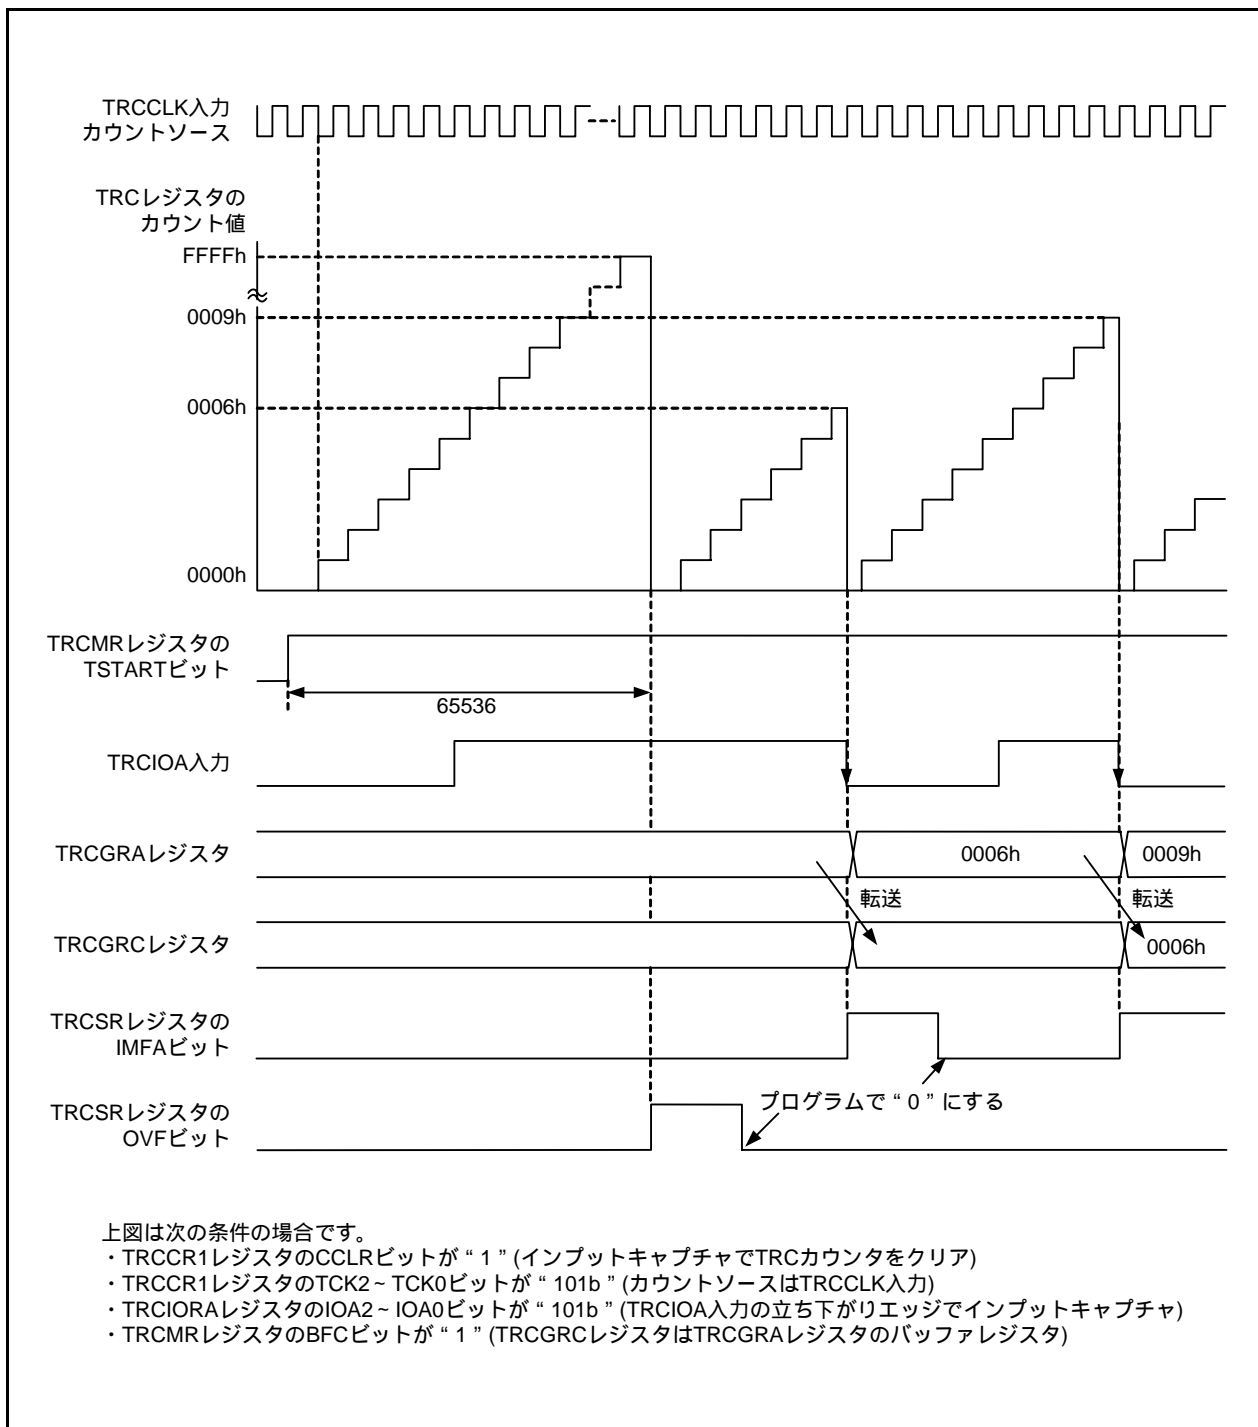 TRCCLK入力
カウントソース
TRCレジスタの
カウント値
FFFFh
0009h
0006h
0000h
TRCMRレジスタの
TSTARTビット
65536
TRCIOA入力
TRCGRAレジスタ
0006h
0009h
転送
転送
TRCGRCレジスタ
0006h
TRCSRレジスタの
IMFAビット
プログラムで“0”にする
TRCSRレジスタの
OVFビット
上図は次の条件の場合です。
・TRCCR1レジスタのCCLRビットが“1”(インプットキャプチャでTRCカウンタをクリア)
・TRCCR1レジスタのTCK2~TCK0ビットが“101b”(カウントソースはTRCCLK入力)
・TRCIORAレジスタのIOA2~IOA0ビットが“101b”(TRCIOA入力の立ち下がりエッジでインプットキャプチャ)
・TRCMRレジスタのBFCビットが“1”(TRCGRCレジスタはTRCGRAレジスタのバッファレジスタ)